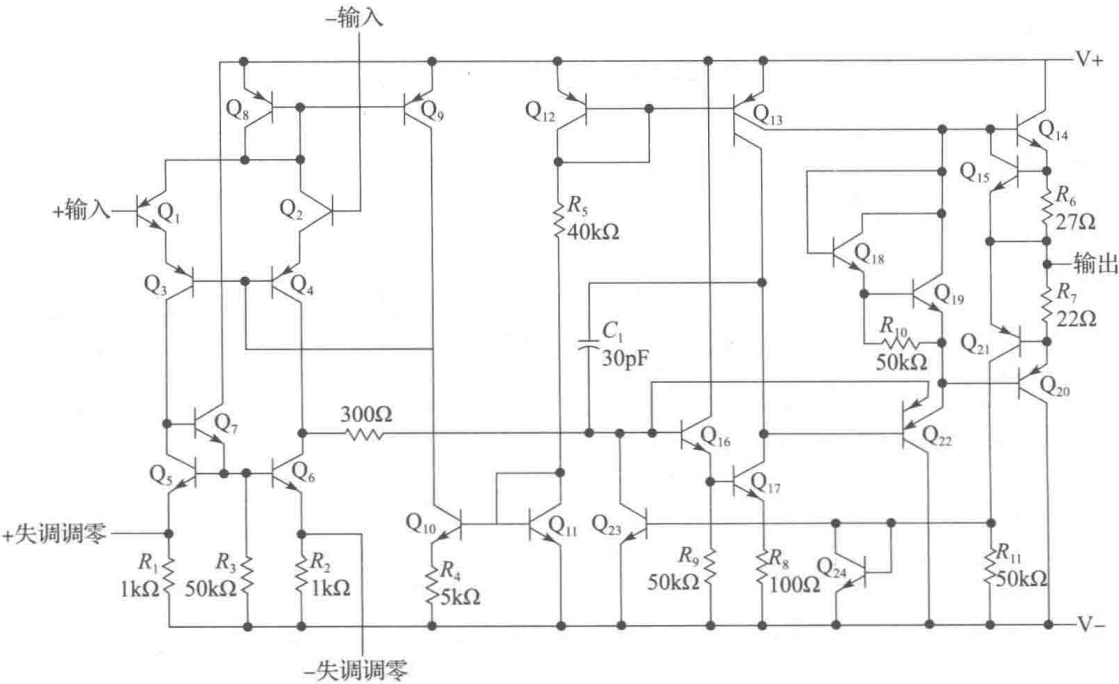 −输入
V+
Q₈
Q₉
Q₁₂
Q₁₃
Q₁₄
Q₁₅
+输入
Q₁
Q₂
R₅
40kΩ
R₆
27Ω
Q₁₈
输出
Q₃
Q₄
Q₁₉
R₇
22Ω
C₁
30pF
R₁₀
50kΩ
Q₂₁
Q₂₀
300Ω
Q₇
Q₁₆
Q₂₂
Q₅
Q₆
Q₁₇
Q₁₀
Q₁₁
Q₂₃
+失调调零
R₁
1kΩ
R₃
50kΩ
R₂
1kΩ
R₄
5kΩ
R₉
50kΩ
R₈
100Ω
Q₂₄
R₁₁
50kΩ
V−
−失调调零